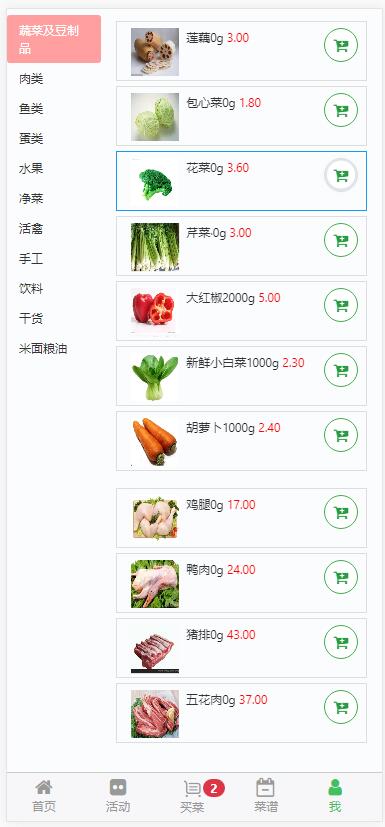 蔬菜及豆制
品
肉类
鱼类
蛋类
水果
净菜
活禽
手工
饮料
干货
米面粮油
莲藕0g 3.00
包心菜0g 1.80
花菜0g 3.60
芹菜·0g 3.00
大红椒2000g 5.00
新鲜小白菜1000g 2.30
胡萝卜1000g 2.40
鸡腿0g 17.00
鸭肉0g 24.00
猪排0g 43.00
五花肉0g 37.00
首页
活动
买菜 2
菜谱
我